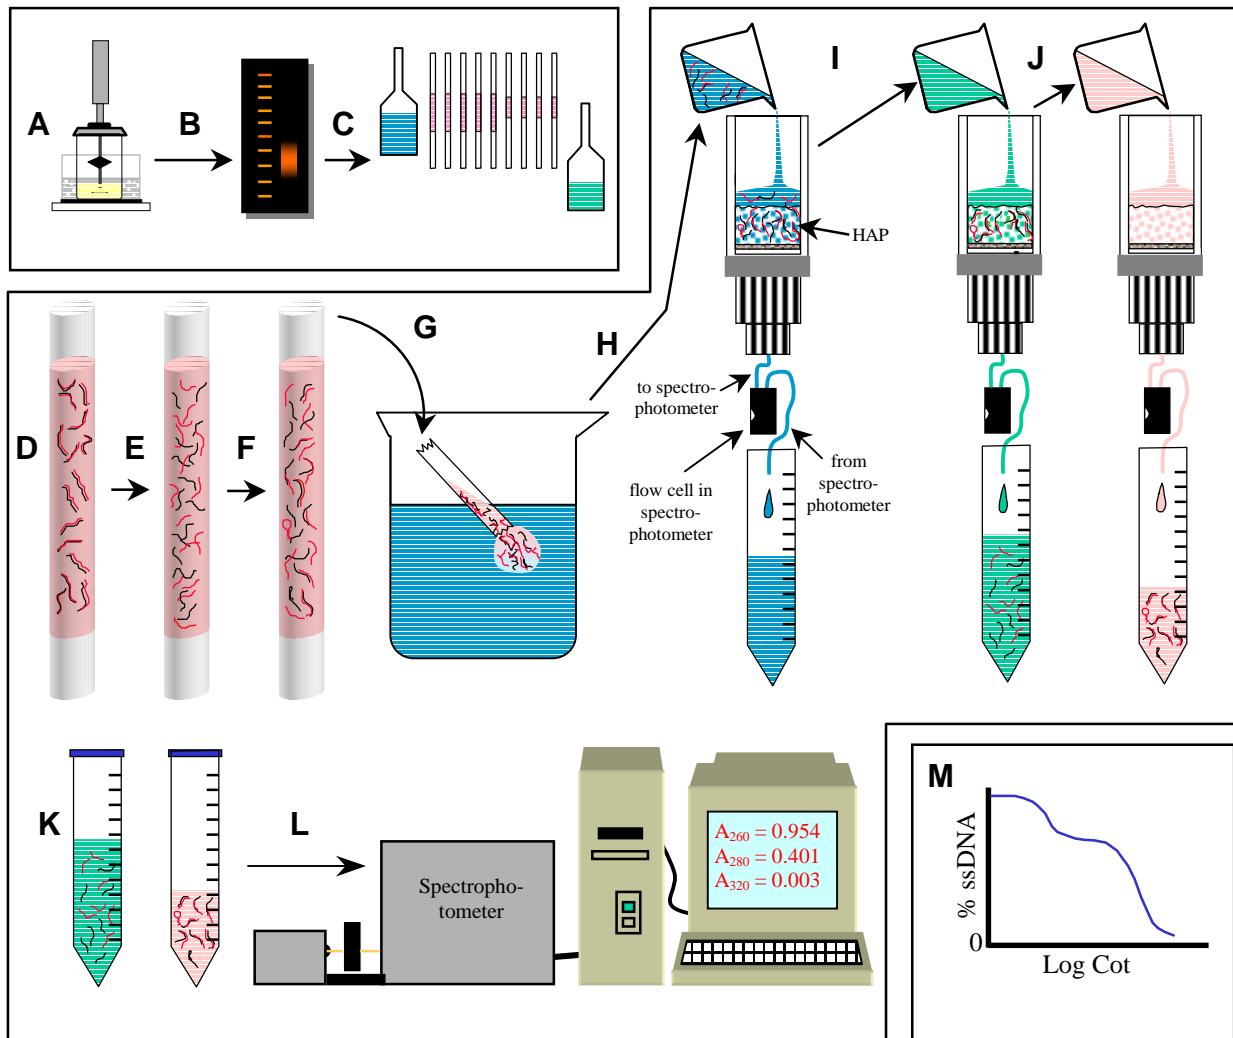 A
B
C
I
J
HAP
D
E
F
G
H
to spectro-
photometer
flow cell in
spectro-
photometer
from
spectro-
photometer
K
L
Spectropho-
tometer
A260 = 0.954
A280 = 0.401
A320 = 0.003
M
% ssDNA
0
Log Cot